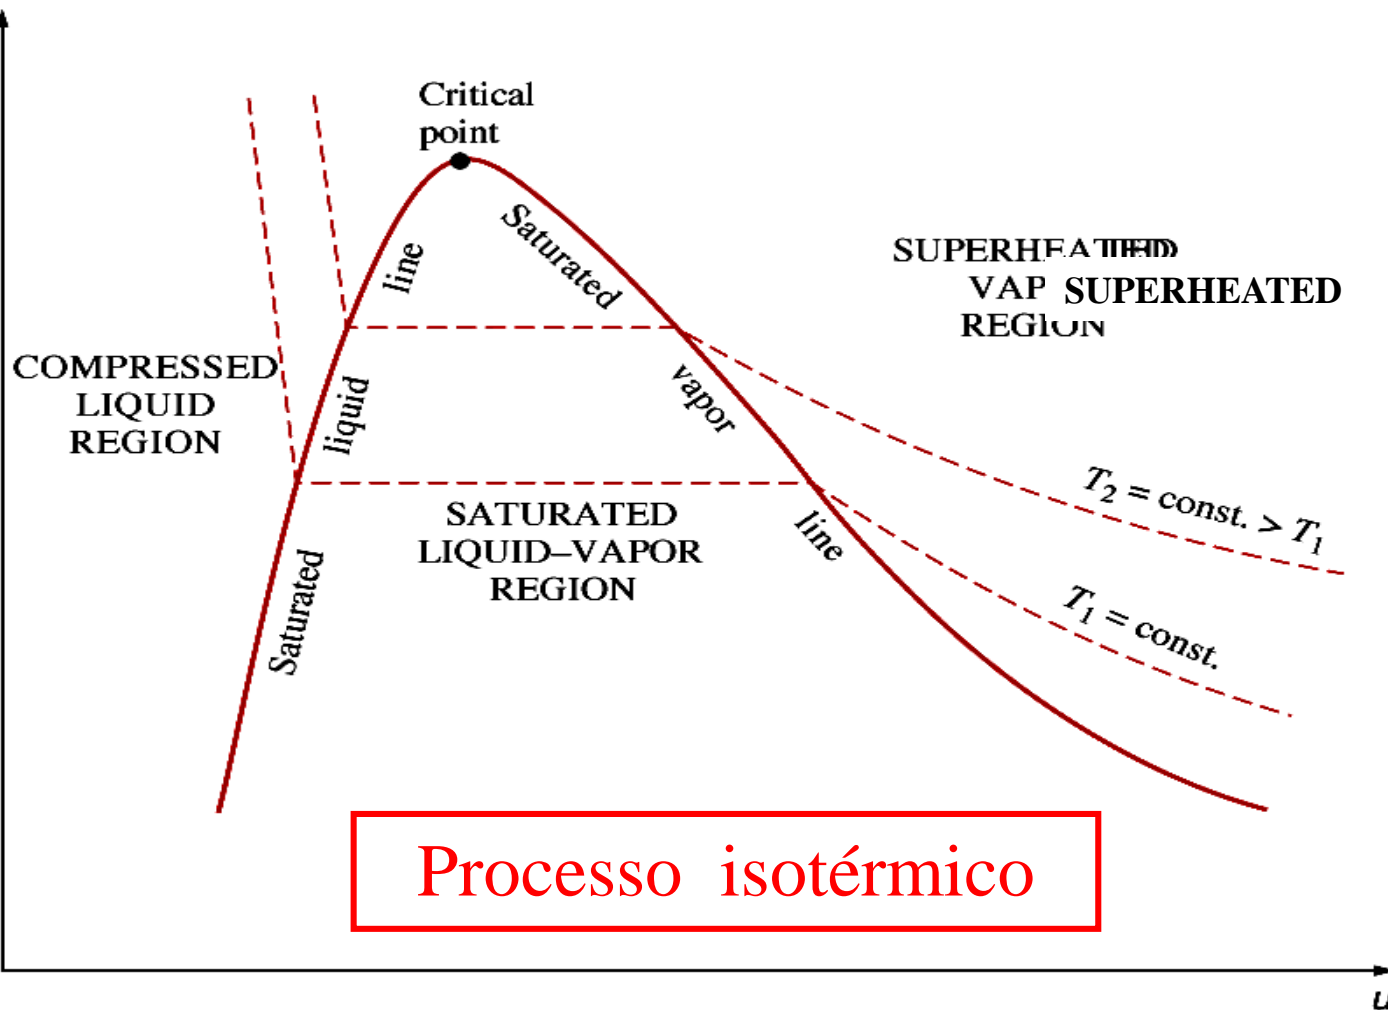 Critical
point
Saturated
line
SUPERHEATED
VAP
SUPERHEATED
REGION
COMPRESSED
LIQUID
REGION
liquid
vapor
T2 = const. > T1
SATURATED
LIQUID–VAPOR
REGION
line
Saturated
T1 = const.
Processo isotérmico